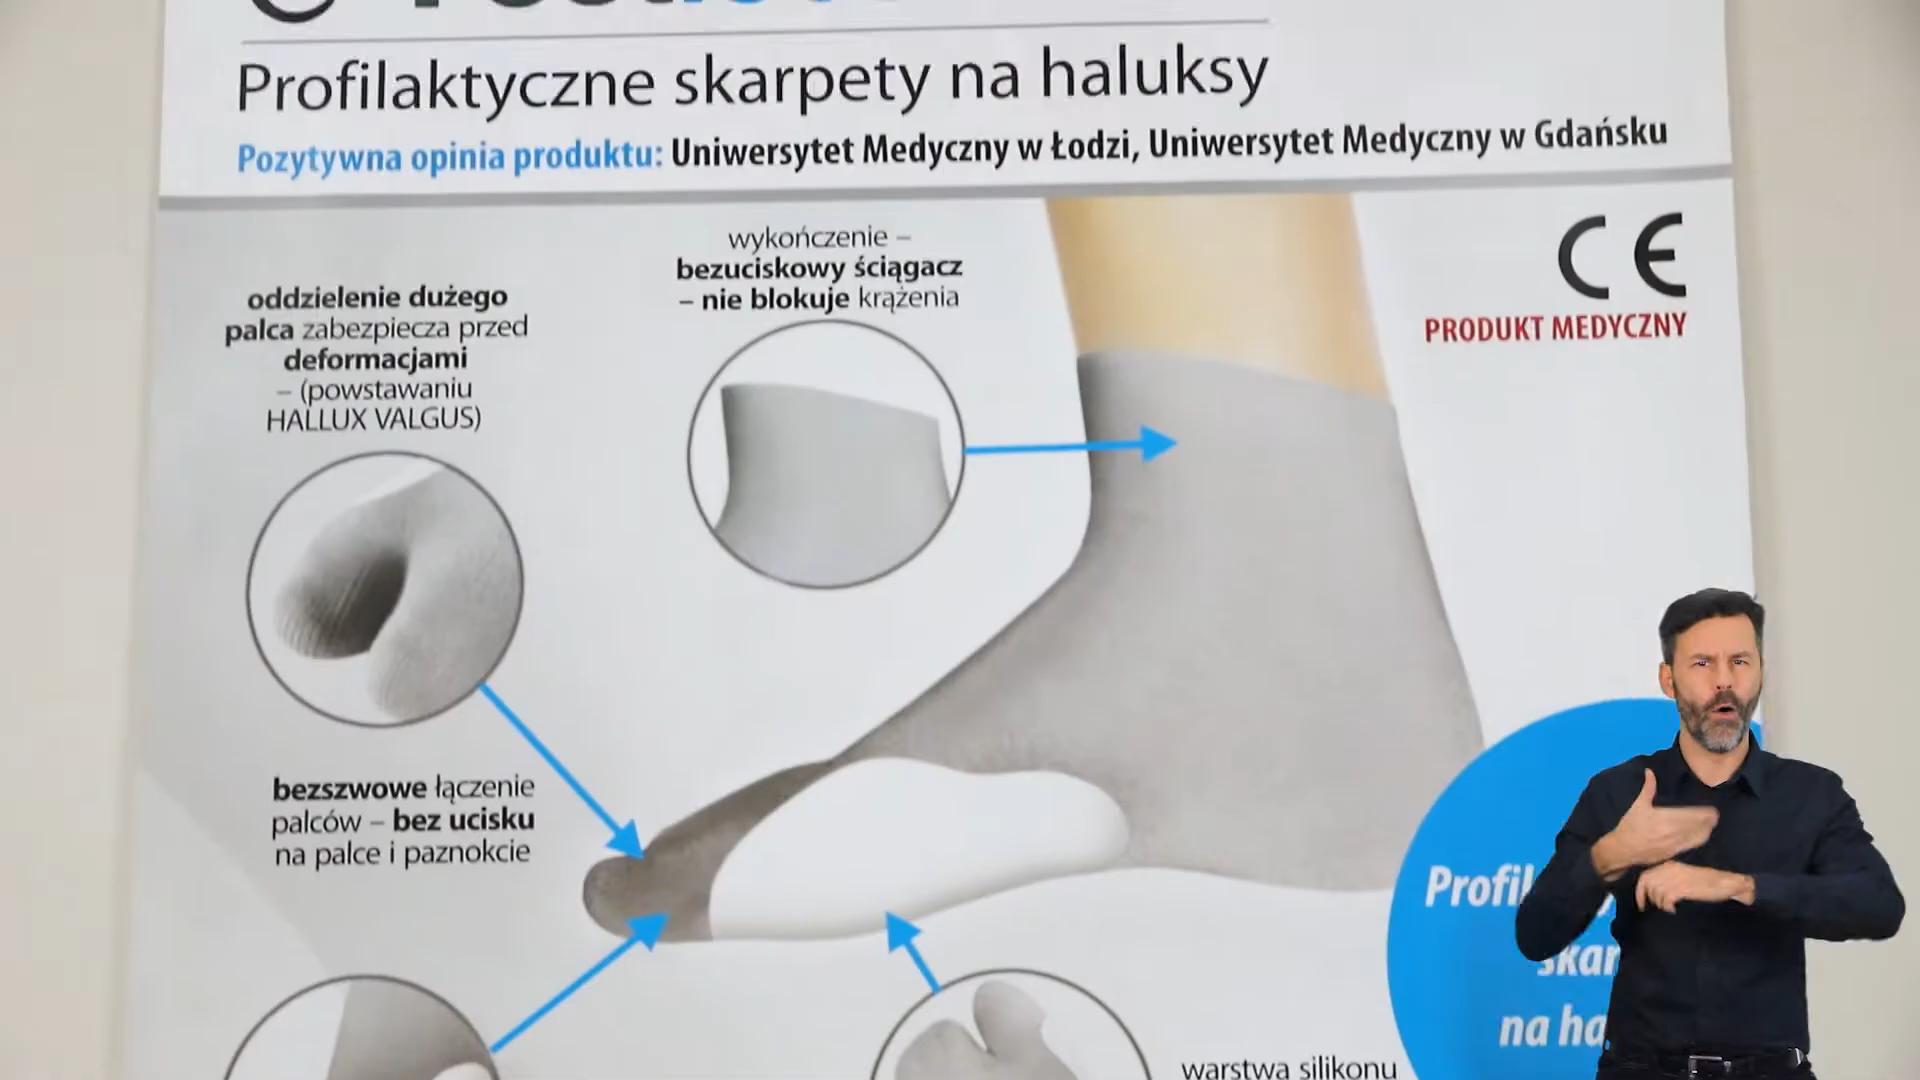 Profilaktyczne skarpety na haluksy
Pozytywna opinia produktu: Uniwersytet Medyczny w Łodzi, Uniwersytet Medyczny w Gdańsku
wykończenie –
bezuciskowy ściągacz
– nie blokuje krążenia
CE
PRODUKT MEDYCZNY
oddzielenie dużego
palca zabezpiecza przed
deformacjami
– (powstawaniu
HALLUX VALGUS)
bezszwowe łączenie
palców – bez ucisku
na palce i paznokcie
na
warstwa silikonu